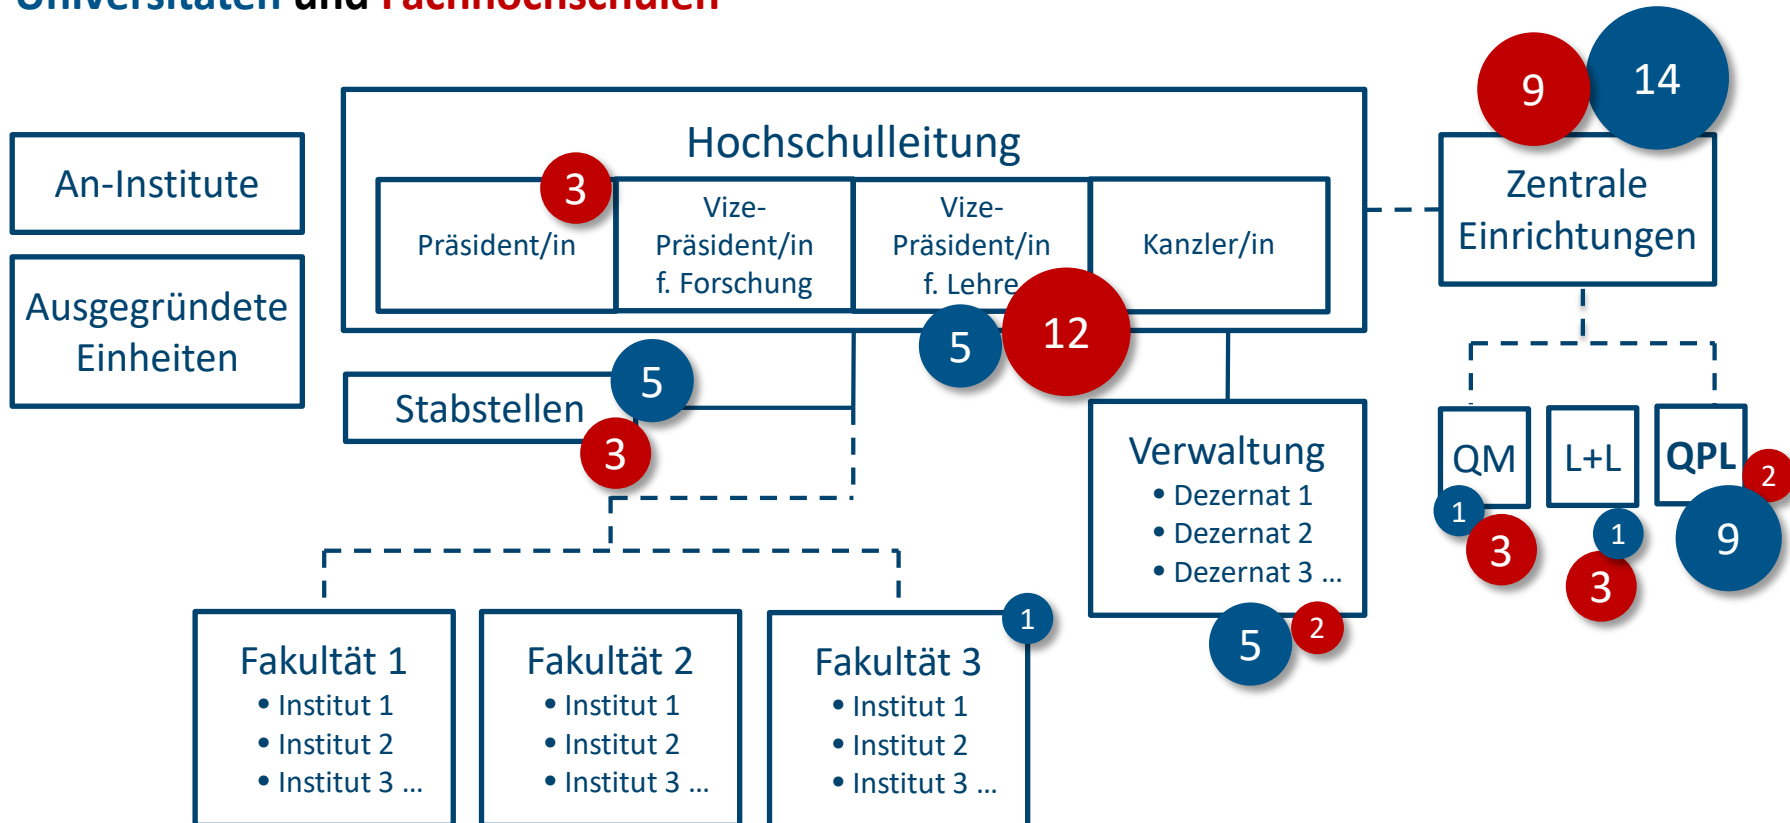 Universitäten und Fachhochschulen
9
14
Hochschulleitung
An-Institute
3
Präsident/in
Vize-
Präsident/in
f. Forschung
Vize-
Präsident/in
f. Lehre
Kanzler/in
Zentrale
Einrichtungen
Ausgegründete
Einheiten
5
12
Stabstellen
5
3
Verwaltung
• Dezernat 1
• Dezernat 2
• Dezernat 3 ...
5
2
QM
1
3
L+L
1
3
QPL
2
9
Fakultät 1
• Institut 1
• Institut 2
• Institut 3 ...
Fakultät 2
• Institut 1
• Institut 2
• Institut 3 ...
1
Fakultät 3
• Institut 1
• Institut 2
• Institut 3 ...